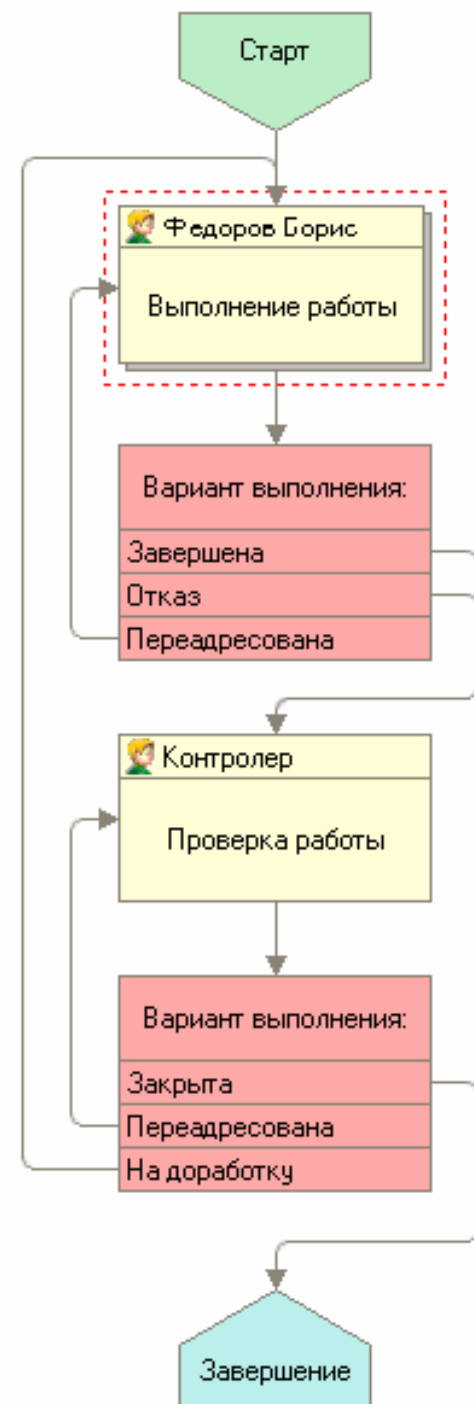 Старт
Федоров Борис
Выполнение работы
Вариант выполнения:
Завершена
Отказ
Переадресована
Контролер
Проверка работы
Вариант выполнения:
Закрыта
Переадресована
На доработку
Завершение